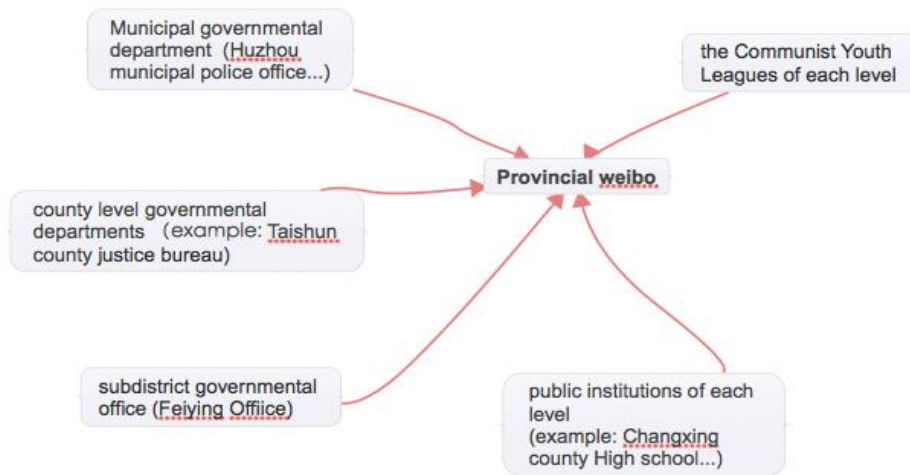 Municipal governmental
department (Huzhou
municipal police office...)
the Communist Youth
Leagues of each level
Provincial weibo
county level governmental
departments (example: Taishun
county justice bureau)
subdistrict governmental
office (Feiying Offiice)
public institutions of each
level
(example: Changxing
county High school...)